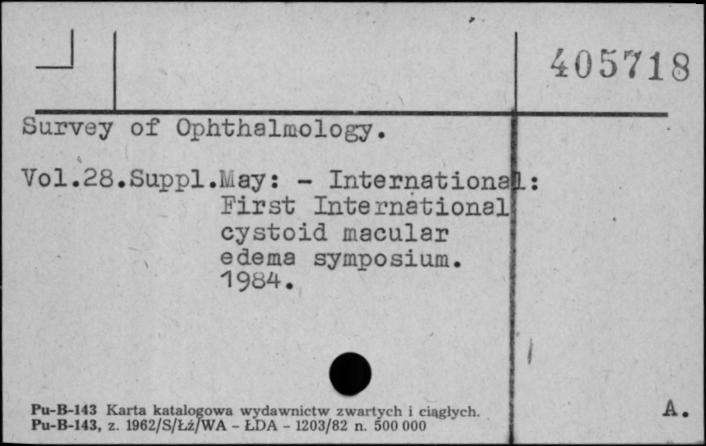 405718
Survey of Ophthalmology.
Vol.28.Suppl.May: - International:
First International
cystoid macular
edema symposium.
1984.
A.
Pu-B-143 Karta katalogowa wydawnictw zwartych i ciągłych.
Pu-B-143, z. 1962/S/Łź/WA - ŁDA - 1203/82 n. 500 000